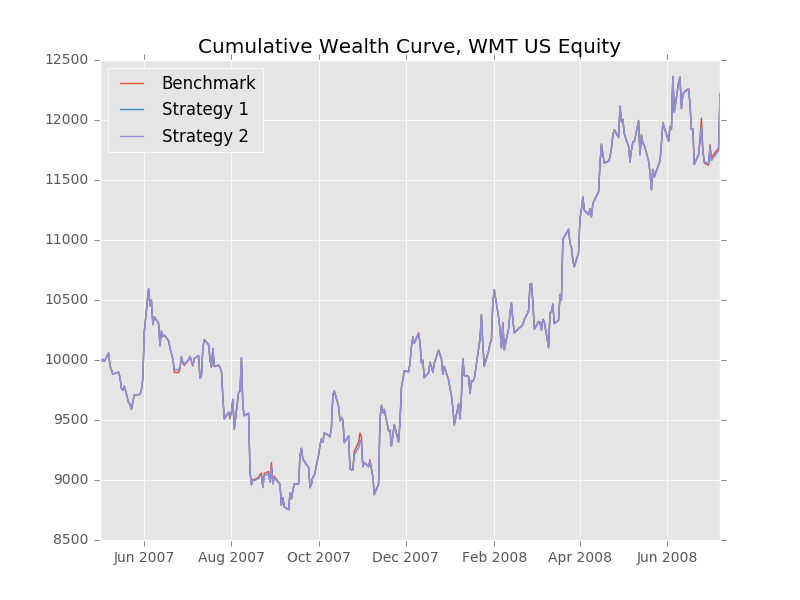 Cumulative Wealth Curve, WMT US Equity
12500
12000
11500
11000
10500
10000
9500
9000
8500
Benchmark
Strategy 1
Strategy 2
Jun 2007 Aug 2007 Oct 2007 Dec 2007 Feb 2008 Apr 2008 Jun 2008